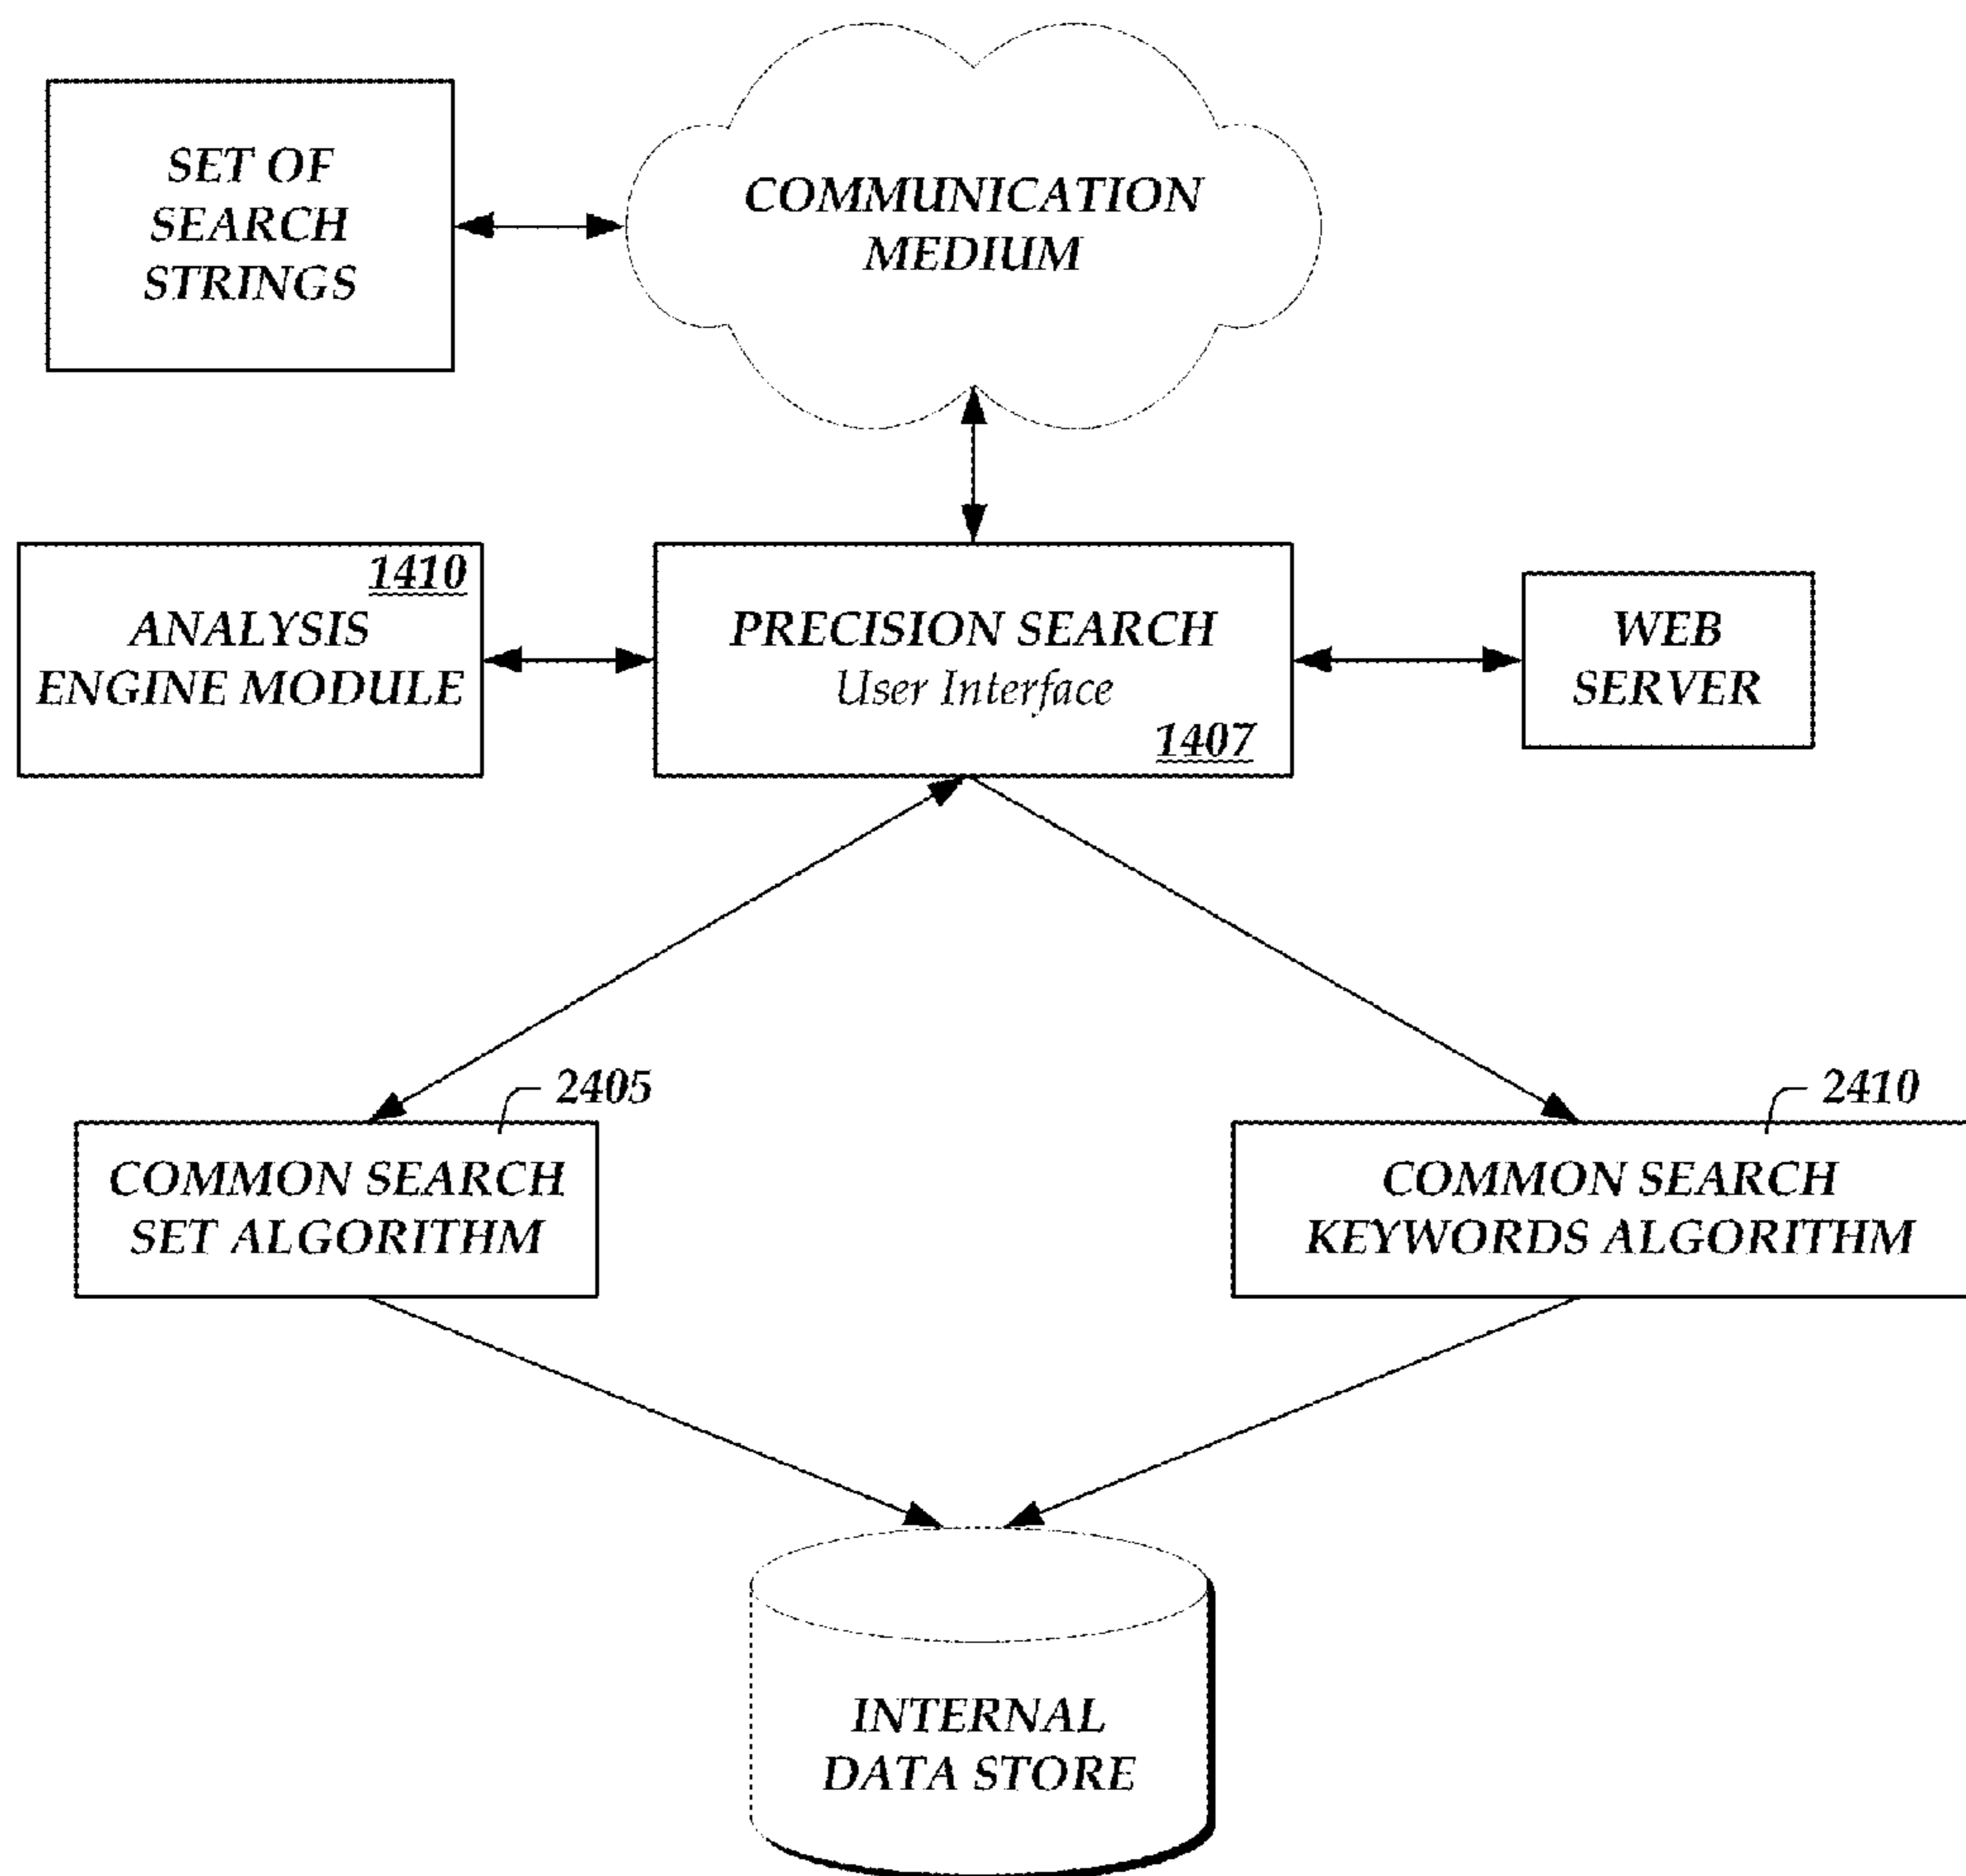 SET OF
SEARCH
STRINGS
COMMUNICATION
MEDIUM
1410
ANALYSIS
ENGINE MODULE
PRECISION SEARCH
User Interface
1407
WEB
SERVER
2405
COMMON SEARCH
SET ALGORITHM
2410
COMMON SEARCH
KEYWORDS ALGORITHM
INTERNAL
DATA STORE